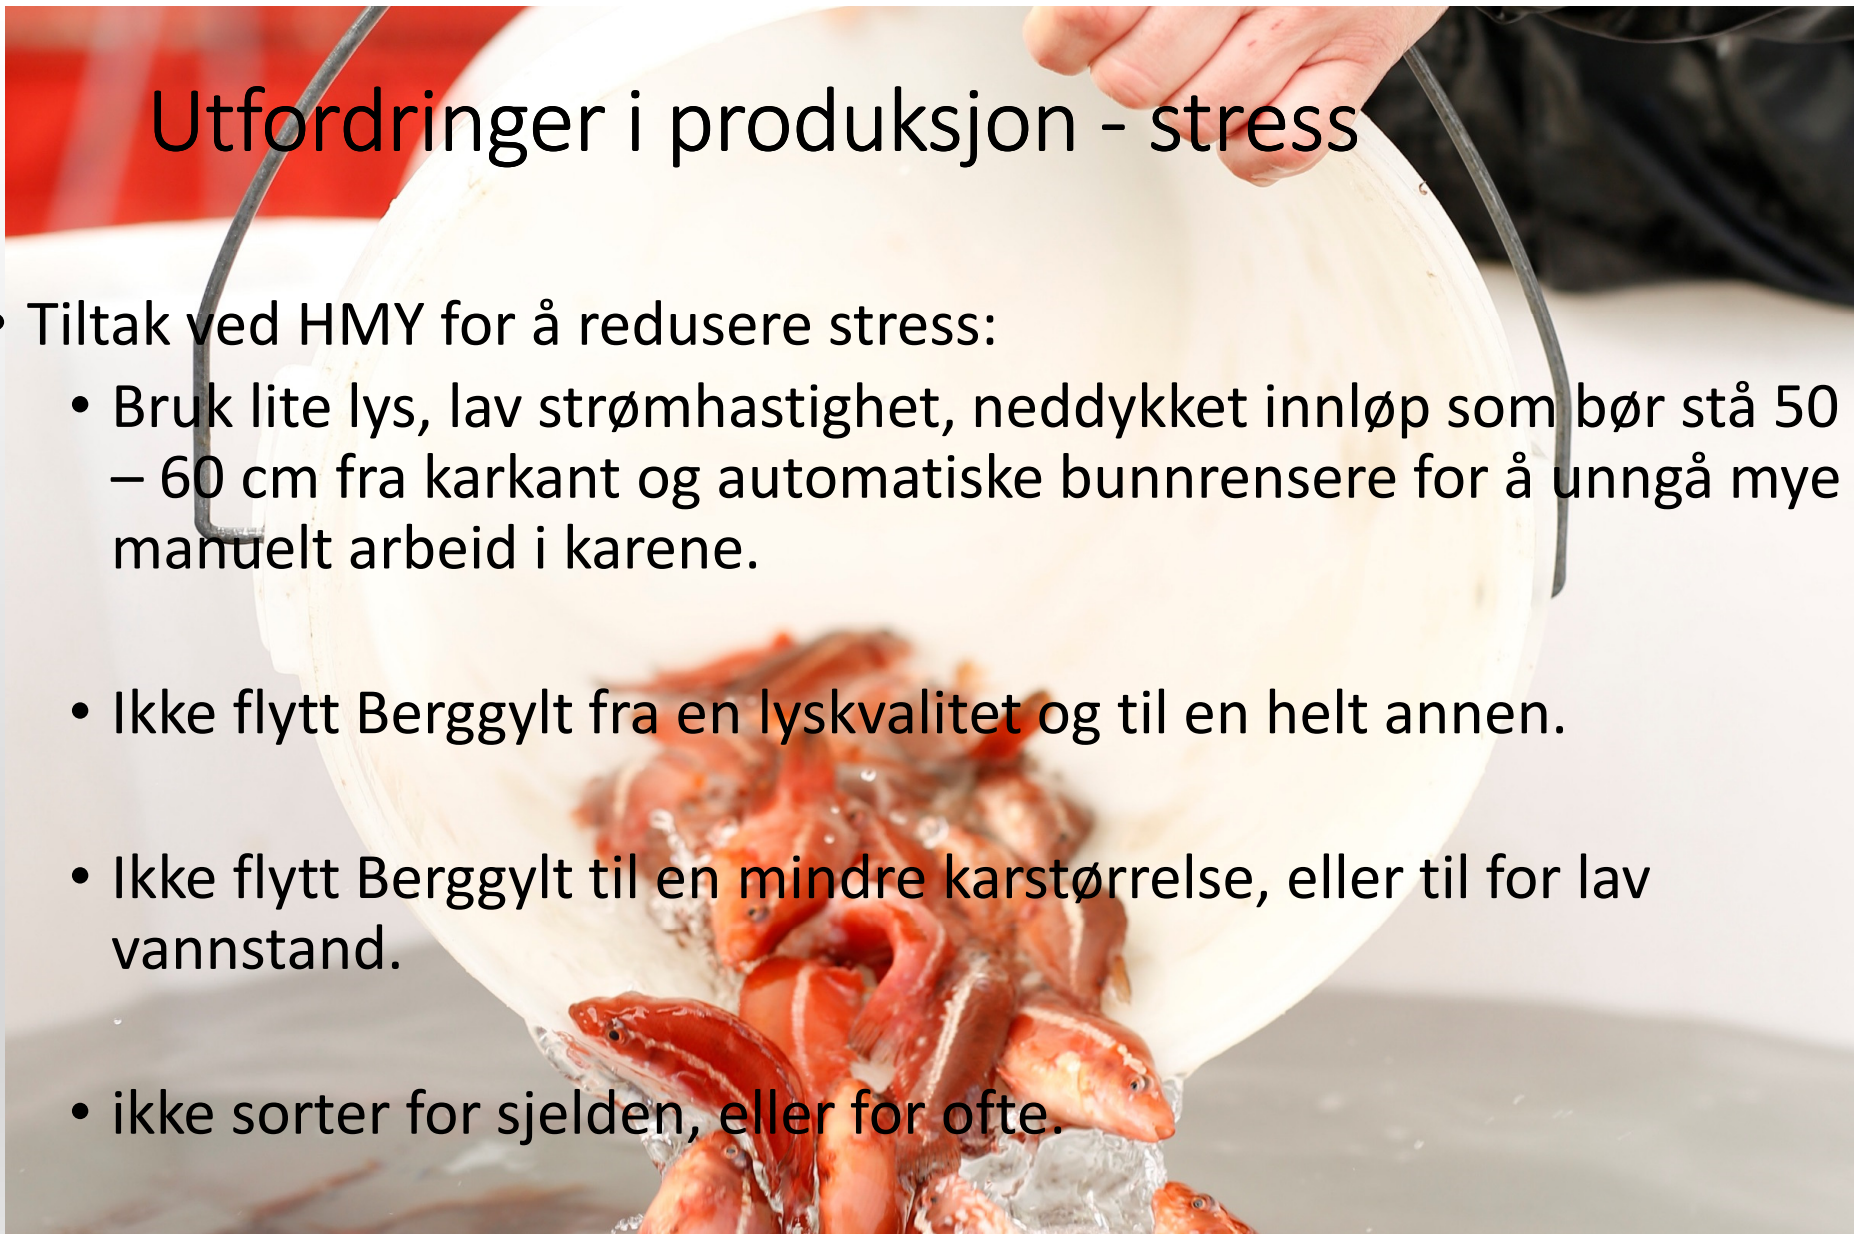 Utfordringer i produksjon - stress
• Tiltak ved HMY for å redusere stress:
• Bruk lite lys, lav strømhastighet, neddykket innløp som bør stå 50
– 60 cm fra karkant og automatiske bunnrensere for å unngå mye
manuelt arbeid i karene.
• Ikke flytt Berggylt fra en lyskvalitet og til en helt annen.
• Ikke flytt Berggylt til en mindre karstørrelse, eller til for lav
vannstand.
• ikke sorter for sjelden, eller for ofte.